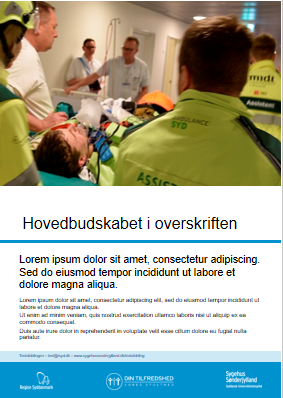 midt
Assistent
AMBULANCE
SYD
ASSISTENT
Hovedbudskabet i overskriften
Lorem ipsum dolor sit amet, consectetur adipiscing.
Sed do eiusmod tempor incididunt ut labore et
dolore magna aliqua.
Lorem ipsum dolor sit amet, consectetur adipiscing elit, sed do eiusmod tempor incididunt ut
labore et dolore magna aliqua.
Ut enim ad minim veniam, quis nostrud exercitation ullamco laboris nisi ut aliquip ex ea
commodo consequat.
Duis aute irure dolor in reprehenderit in voluptate velit esse cillum dolore eu fugiat nulla
pariatur.
Region Syddanmark
DIN TILFREDSHED
Sygehus
Sønderjylland